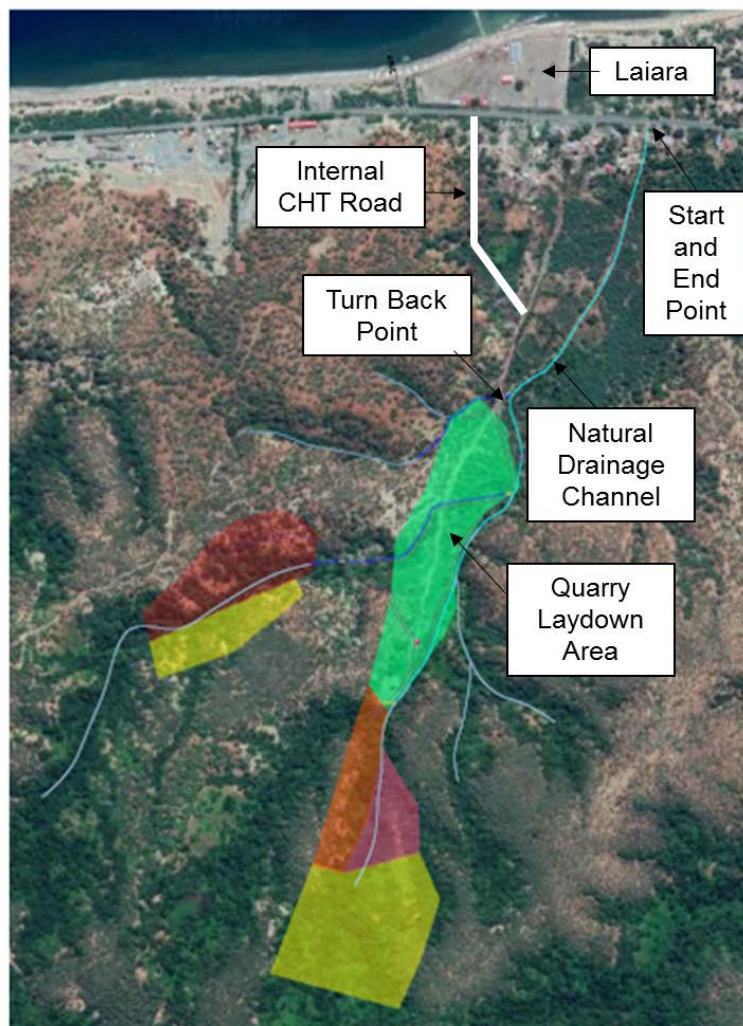 Laiara
Internal
CHT Road
Start
and
End
Point
Turn Back
Point
Natural
Drainage
Channel
Quarry
Laydown
Area